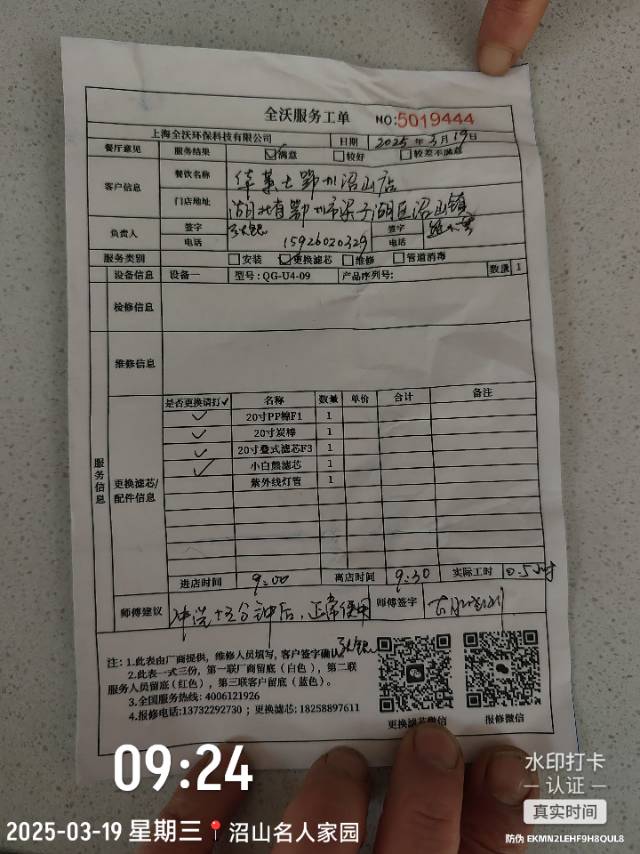 全沃服务工单 NO:5019444
上海全沃环保科技有限公司 日期 2025年3月19日
餐厅意见 服务结果 满意 较好 较差不满意
客户信息 餐饮名称 华莱士鄂州沼山店
门店地址 湖北省鄂州市梁子湖区沼山镇
负责人 签字 签字
电话 15926020329 电话
服务类别 安装 更换滤芯 维修 管道消毒
设备信息 设备一 型号:QG-U4-09 产品序列号: 数量 1
检修信息
维修信息
服务信息
更换滤芯/配件信息
是否更换请打✓ 名称 数量 单价 合计 备注
✓ 20寸PP棉F1 1
✓ 20寸炭棒 1
✓ 20寸叠式滤芯F3 1
✓ 小白熊滤芯 1
紫外线灯管 1
进店时间 9:00 离店时间 9:30 实际工时 0.5小时
师傅建议 冲洗十五分钟后,正常使用 师傅签字
注:1.此表由厂商提供,维修人员填写,客户签字确认
2.此表一式三份,第一联厂商留底(白色),第二联
服务人员留底(红色),第三联客户留底(蓝色)。
3.全国服务热线:4006121926
4.报修电话:13732292730;更换滤芯:18258897611
更换滤芯微信 报修微信
09:24
2025-03-19 星期三 沼山名人家园
水印打卡
认证
真实时间
防伪 EKMN2LEHF9H8QUL8